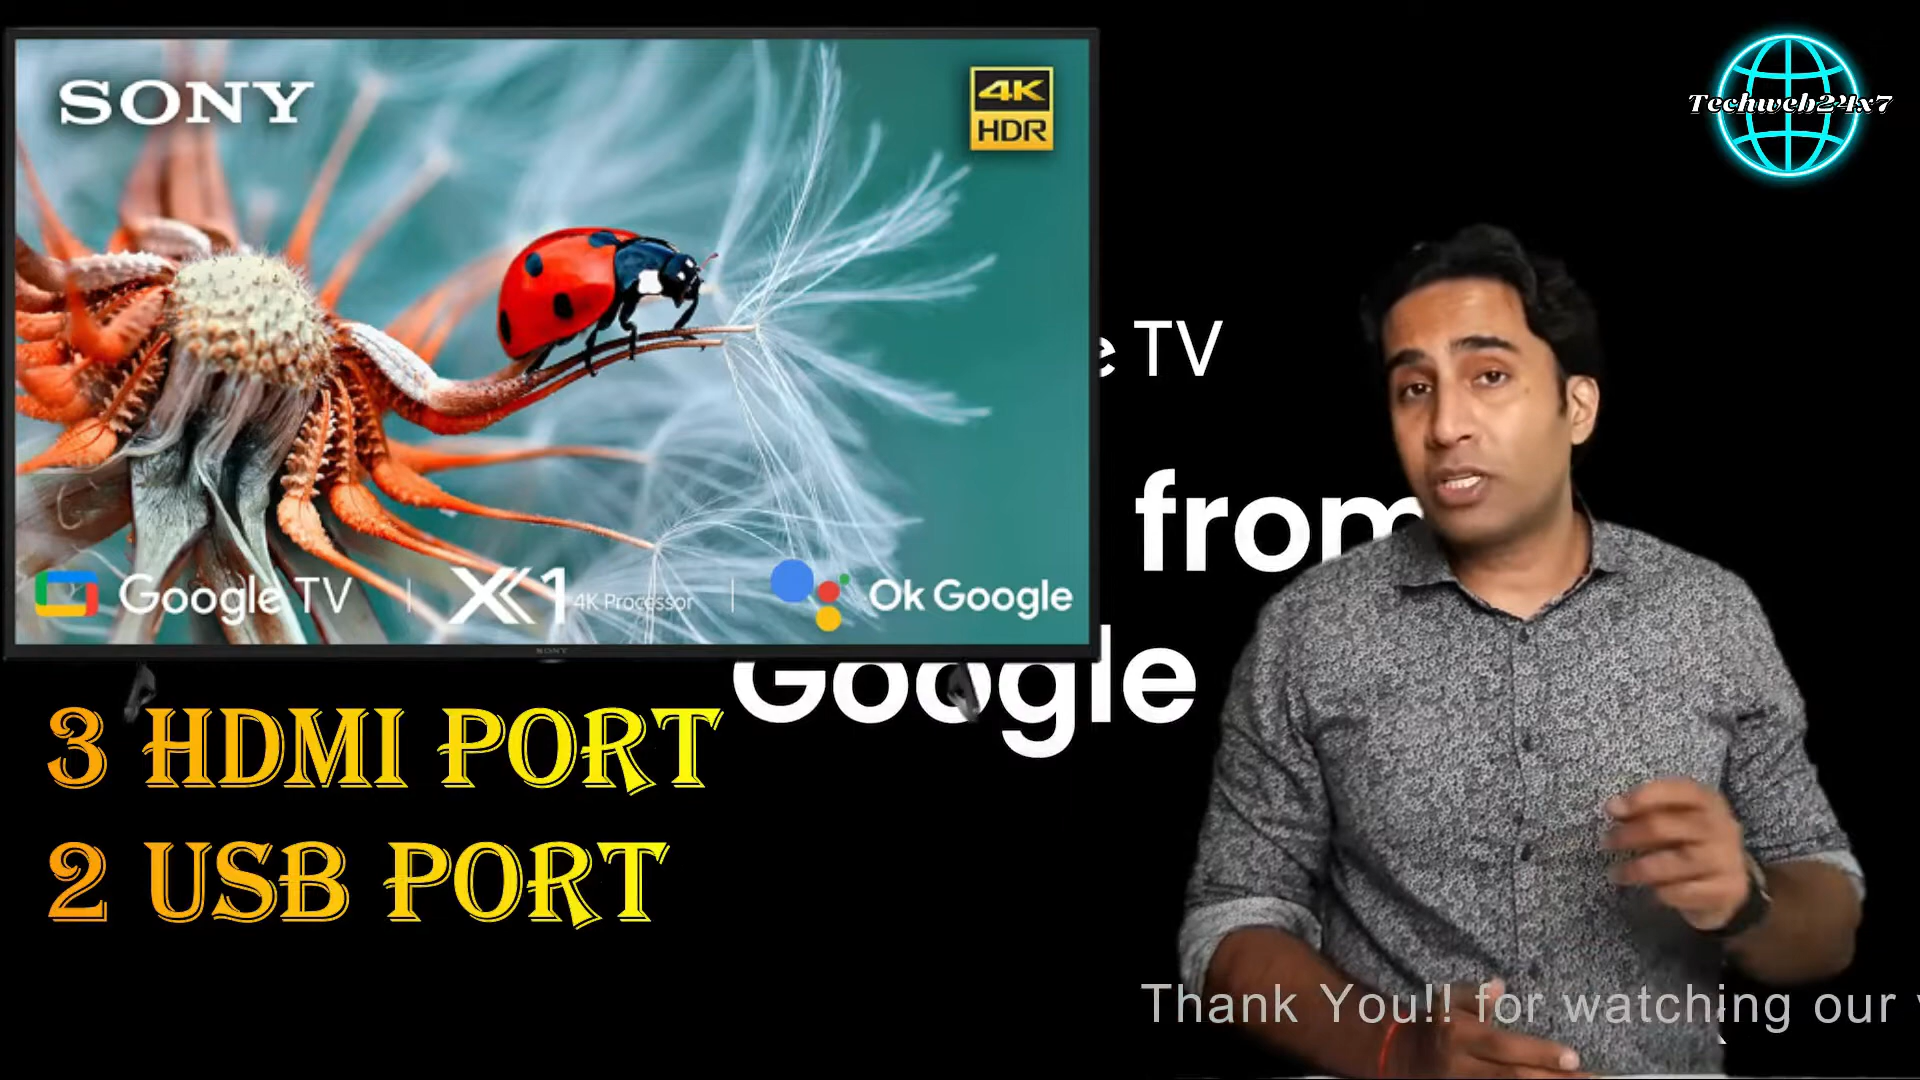 SONY
4K
HDR
Techweb24x7
e TV
from
Google TV
X1 4K Processor
Ok Google
SONY
Google
3 HDMI PORT
2 USB PORT
Thank You!! for watching our